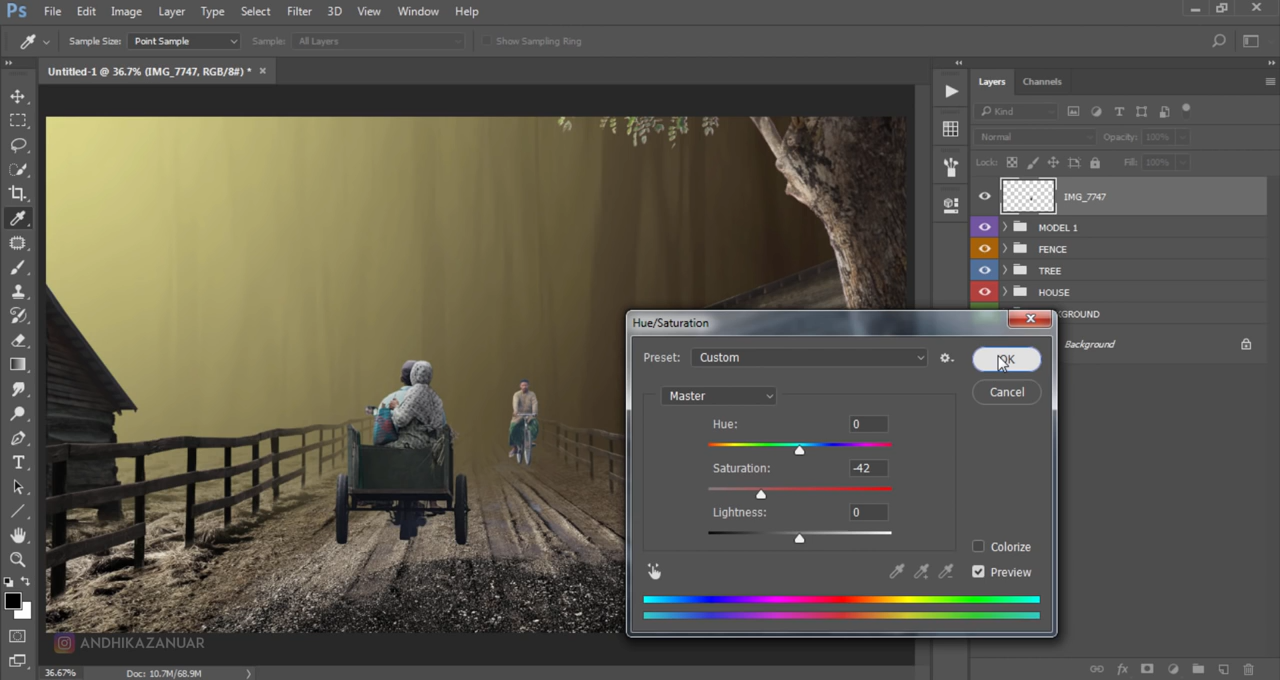 Ps File Edit Image Layer Type Select Filter 3D View Window Help
Sample Size: Point Sample Sample: All Layers Show Sampling Ring
Untitled-1 @ 36.7% (IMG_7747, RGB/8#) * ×
Layers Channels
Kind
Normal Opacity: 100%
Lock: Fill: 100%
IMG_7747
MODEL 1
FENCE
TREE
HOUSE
KGROUND
Background
Hue/Saturation
Preset: Custom OK
Cancel
Master
Hue: 0
Saturation: -42
Lightness: 0
Colorize
Preview
ANDHIKAZANUAR
36.67% Doc: 10.7M/68.9M